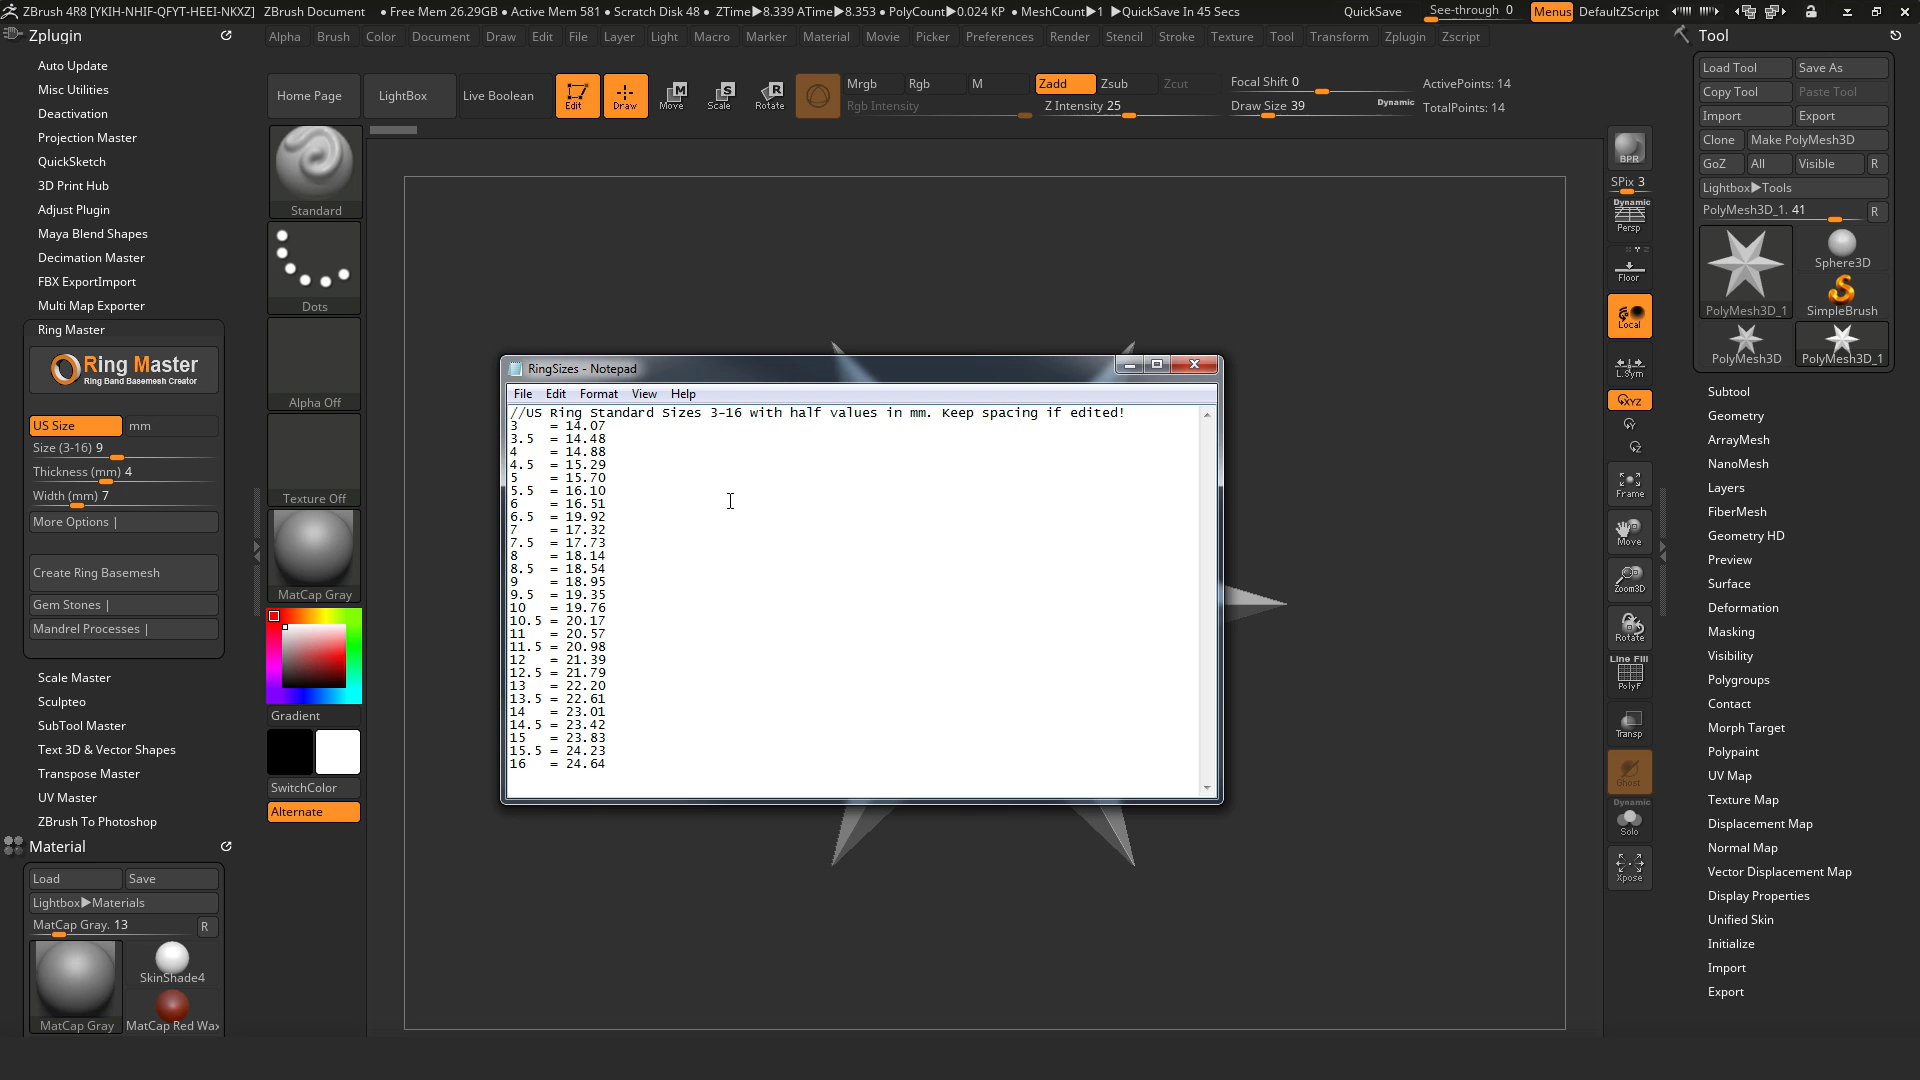 ZBrush 4R8 [YKIH-NHIF-QFYT-HEEI-NKXZ] ZBrush Document • Free Mem 26.29GB • Active Mem 581 • Scratch Disk 48 • ZTime▶8.339 ATime▶8.353 • PolyCount▶0.024 KP • MeshCount▶1 ▶QuickSave In 45 Secs QuickSave See-through 0 Menus DefaultZScript
Alpha Brush Color Document Draw Edit File Layer Light Macro Marker Material Movie Picker Preferences Render Stencil Stroke Texture Tool Transform Zplugin Zscript
Zplugin
Auto Update
Misc Utilities
Deactivation
Projection Master
QuickSketch
3D Print Hub
Adjust Plugin
Maya Blend Shapes
Decimation Master
FBX ExportImport
Multi Map Exporter
Ring Master
Ring Master
Ring Band Basemesh Creator
US Size mm
Size (3-16) 9
Thickness (mm) 4
Width (mm) 7
More Options |
Create Ring Basemesh
Gem Stones |
Mandrel Processes |
Scale Master
Sculpteo
SubTool Master
Text 3D & Vector Shapes
Transpose Master
UV Master
ZBrush To Photoshop
Material
Load Save
Lightbox▶Materials
MatCap Gray. 13 R
SkinShade4
MatCap Gray MatCap Red Wax
Home Page LightBox Live Boolean Edit Draw Move Scale Rotate
M S R
Mrgb Rgb M
Rgb Intensity
Zadd Zsub Zcut
Z Intensity 25
Focal Shift 0
Draw Size 39 Dynamic
ActivePoints: 14
TotalPoints: 14
Standard
Dots
Alpha Off
Texture Off
MatCap Gray
Gradient
SwitchColor
Alternate
RingSizes - Notepad
File Edit Format View Help
//US Ring Standard Sizes 3-16 with half values in mm. Keep spacing if edited!
3 = 14.07
3.5 = 14.48
4 = 14.88
4.5 = 15.29
5 = 15.70
5.5 = 16.10
6 = 16.51
6.5 = 19.92
7 = 17.32
7.5 = 17.73
8 = 18.14
8.5 = 18.54
9 = 18.95
9.5 = 19.35
10 = 19.76
10.5 = 20.17
11 = 20.57
11.5 = 20.98
12 = 21.39
12.5 = 21.79
13 = 22.20
13.5 = 22.61
14 = 23.01
14.5 = 23.42
15 = 23.83
15.5 = 24.23
16 = 24.64
BPR
SPix 3
Dynamic
Persp
Floor
Local
L.Sym
XYZ
Y
Z
Frame
Move
Zoom3D
Rotate
Line Fill
PolyF
Transp
Ghost
Dynamic
Solo
Xpose
Tool
Load Tool Save As
Copy Tool Paste Tool
Import Export
Clone Make PolyMesh3D
GoZ All Visible R
Lightbox▶Tools
PolyMesh3D_1. 41 R
Sphere3D
PolyMesh3D_1 SimpleBrush
PolyMesh3D PolyMesh3D_1
Subtool
Geometry
ArrayMesh
NanoMesh
Layers
FiberMesh
Geometry HD
Preview
Surface
Deformation
Masking
Visibility
Polygroups
Contact
Morph Target
Polypaint
UV Map
Texture Map
Displacement Map
Normal Map
Vector Displacement Map
Display Properties
Unified Skin
Initialize
Import
Export